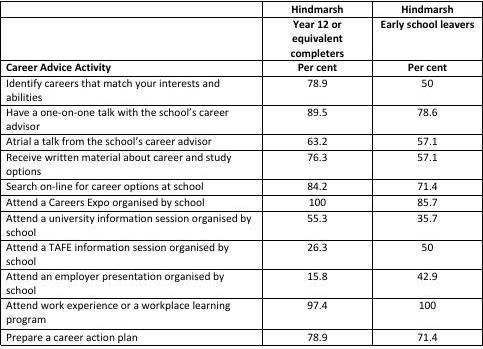 Hindmarsh Hindmarsh
Year 12 or Early school leavers
equivalent
completers
Career Advice Activity Per cent Per cent
Identify careers that match your interests and 78.9 50
abilities
Have a one-on-one talk with the school's career 89.5 78.6
advisor
Atrial a talk from the school's career advisor 63.2 57.1
Receive written material about career and study 76.3 57.1
options
Search on-line for career options at school 84.2 71.4
Attend a Careers Expo organised by school 100 85.7
Attend a university information session organised by 55.3 35.7
school
Attend a TAFE information session organised by 26.3 50
school
Attend an employer presentation organised by 15.8 42.9
school
Attend work experience or a workplace learning 97.4 100
program
Prepare a career action plan 78.9 71.4